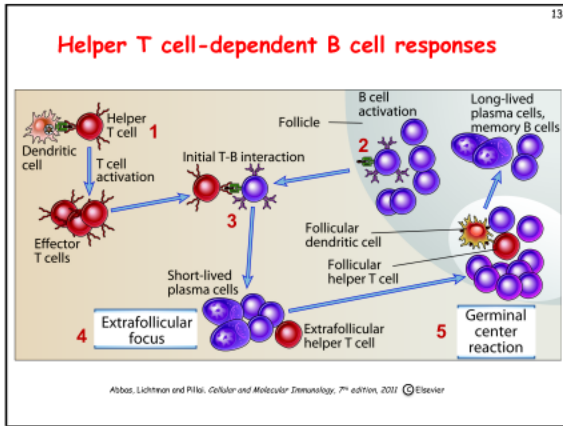 13
Helper T cell-dependent B cell responses
Helper
T cell
1
Dendritic
cell
T cell
activation
Effector
T cells
Initial T-B interaction
3
Follicle
B cell
activation
2
Long-lived
plasma cells,
memory B cells
Follicular
dendritic cell
Follicular
helper T cell
Short-lived
plasma cells
4
Extrafollicular
focus
Extrafollicular
helper T cell
5
Germinal
center
reaction
Abbas, Lichtman and Pillai. Cellular and Molecular Immunology, 7th edition, 2011 © Elsevier